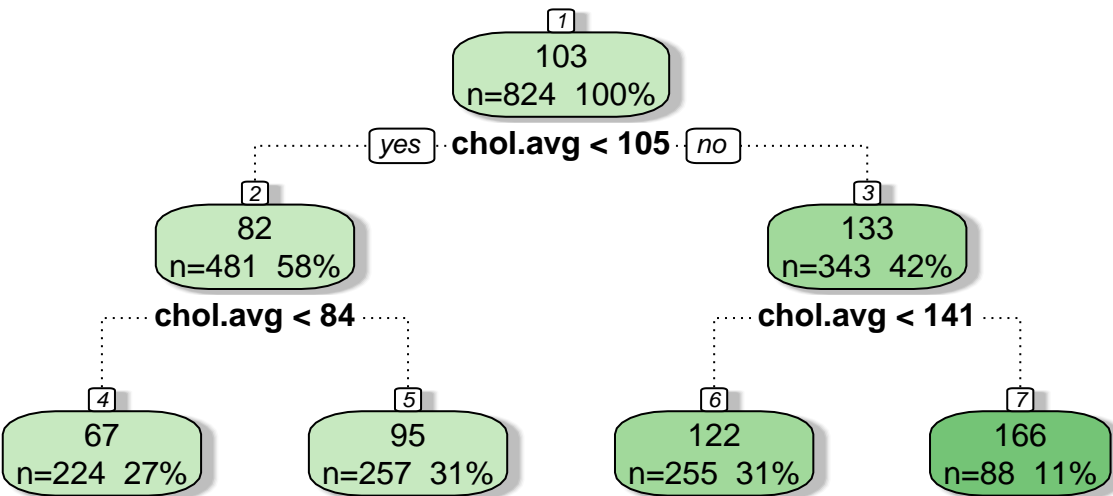 1
103
n=824 100%
yes chol.avg < 105 no
2 3
82 133
n=481 58% n=343 42%
chol.avg < 84 chol.avg < 141
4 5 6 7
67 95 122 166
n=224 27% n=257 31% n=255 31% n=88 11%